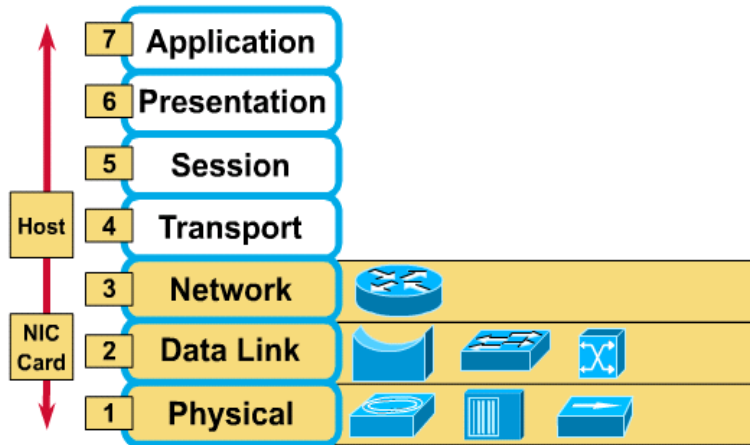 7 Application
6 Presentation
5 Session
Host
4 Transport
3 Network
NIC
Card
2 Data Link
1 Physical